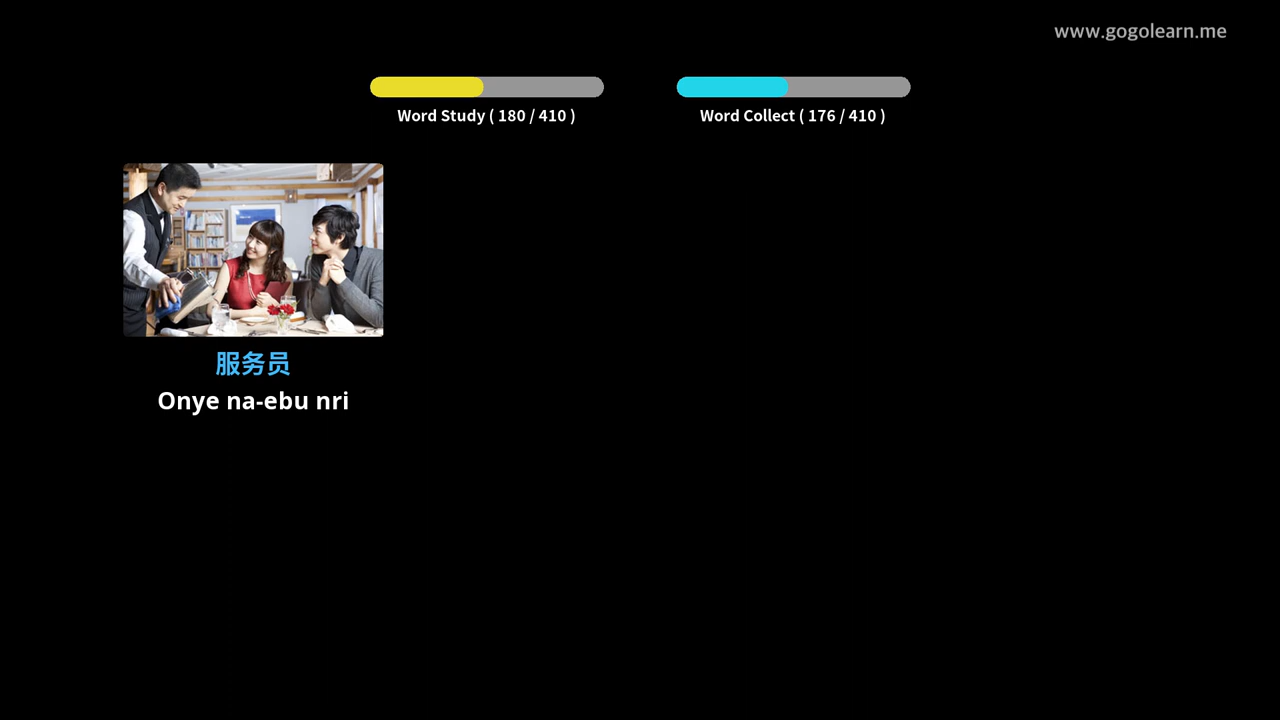 www.gogolearn.me
Word Study ( 180 / 410 )
Word Collect ( 176 / 410 )
服务员
Onye na-ebu nri